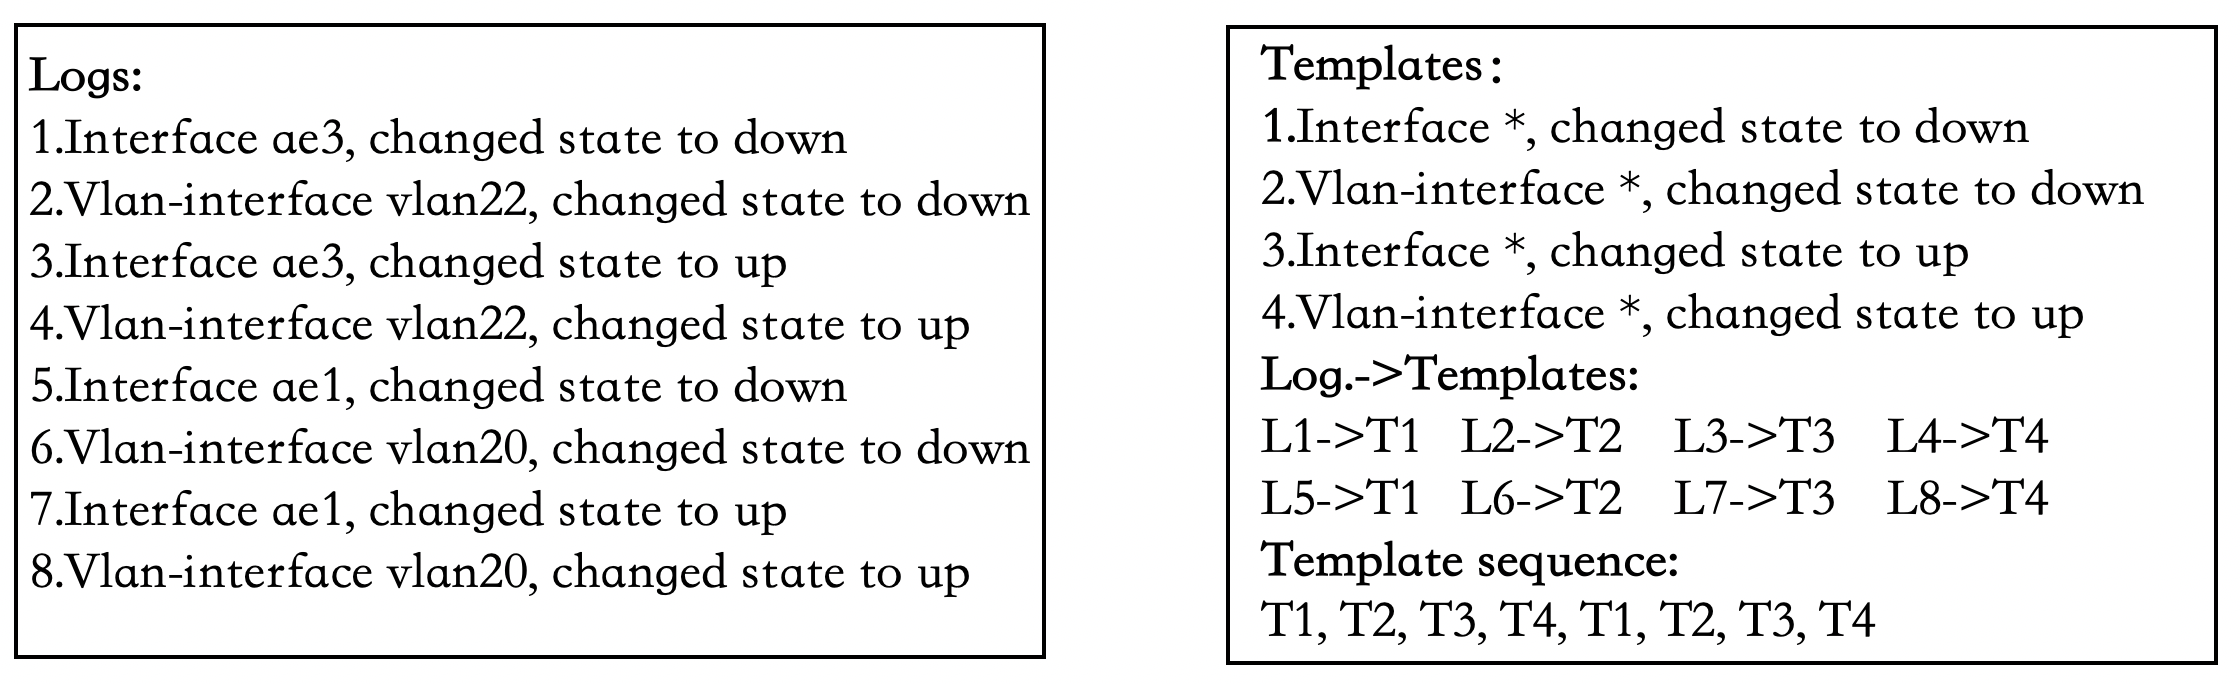 Logs:
1.Interface ae3, changed state to down
2.Vlan-interface vlan22, changed state to down
3.Interface ae3, changed state to up
4.Vlan-interface vlan22, changed state to up
5.Interface ae1, changed state to down
6.Vlan-interface vlan20, changed state to down
7.Interface ae1, changed state to up
8.Vlan-interface vlan20, changed state to up
Templates:
1.Interface *, changed state to down
2.Vlan-interface *, changed state to down
3.Interface *, changed state to up
4.Vlan-interface *, changed state to up
Log.->Templates:
L1->T1 L2->T2 L3->T3 L4->T4
L5->T1 L6->T2 L7->T3 L8->T4
Template sequence:
T1, T2, T3, T4, T1, T2, T3, T4